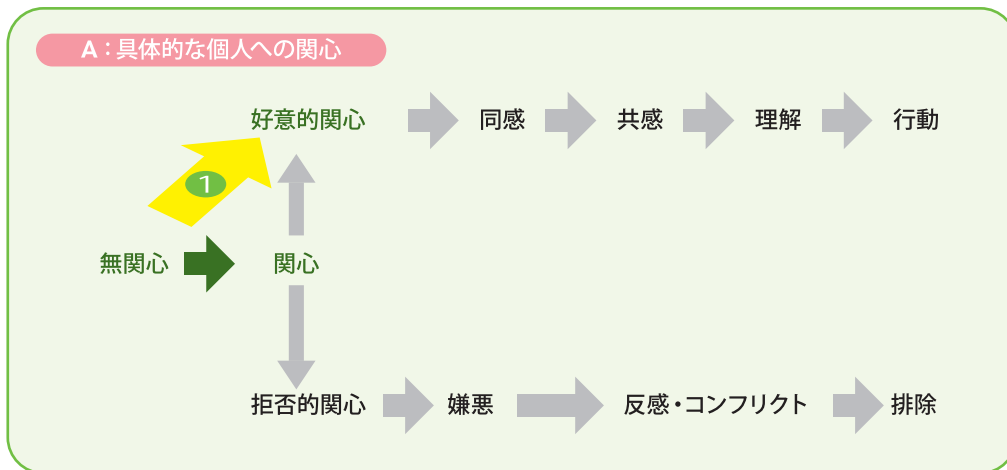 A：具体的な個人への関心
好意的関心 同感 共感 理解 行動
1
無関心 関心
拒否的関心 嫌悪 反感・コンフリクト 排除